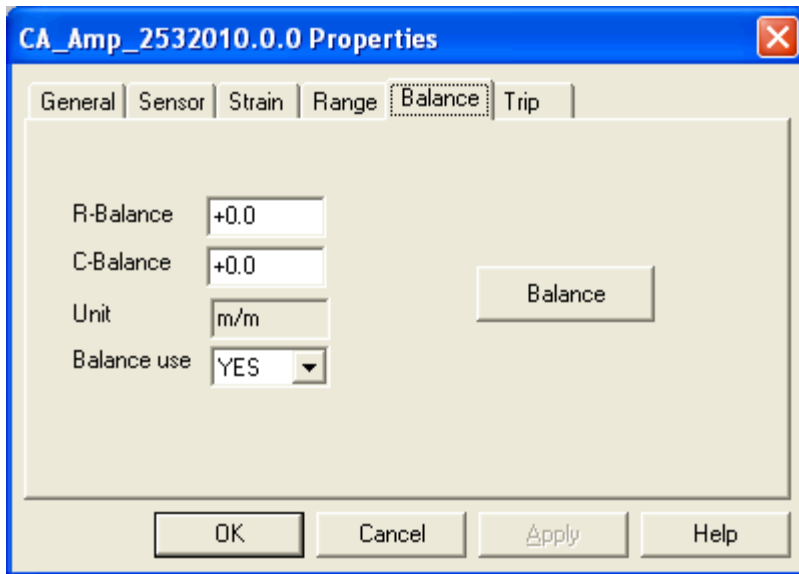 CA_Amp_2532010.0.0 Properties
General Sensor Strain Range Balance Trip
R-Balance +0.0
C-Balance +0.0
Unit m/m
Balance use YES
Balance
OK Cancel Apply Help